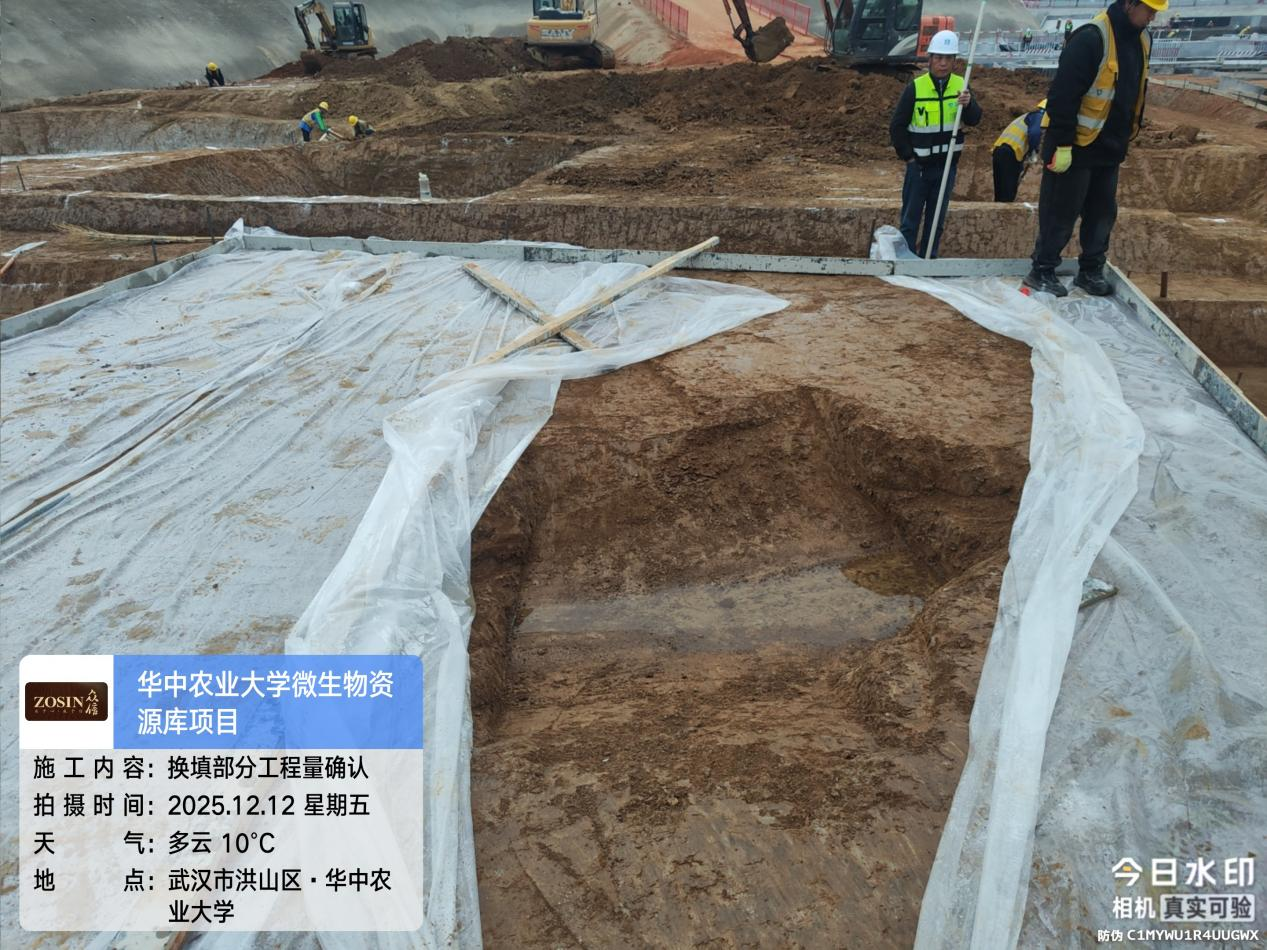 SANY
ZOSIN 众信
华中农业大学微生物资
源库项目
施工内容：换填部分工程量确认
拍摄时间：2025.12.12 星期五
天气：多云 10°C
地点：武汉市洪山区·华中农
业大学
今日水印
相机 真实可验
防伪 C1MYWU1R4UUGWX